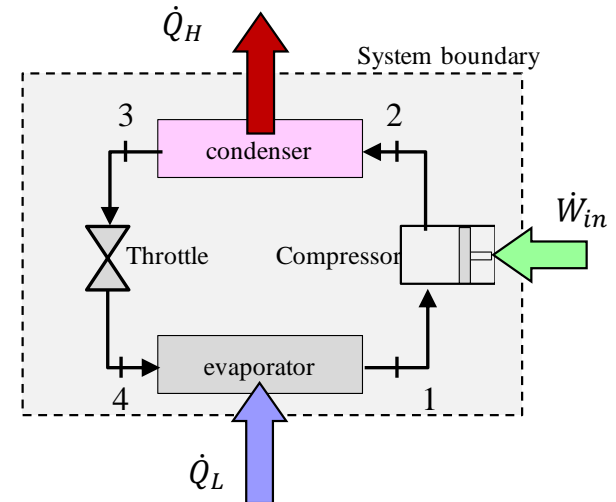 Q̇_H
System boundary
3
2
condenser
Ẇ_in
Throttle
Compressor
evaporator
4
1
Q̇_L